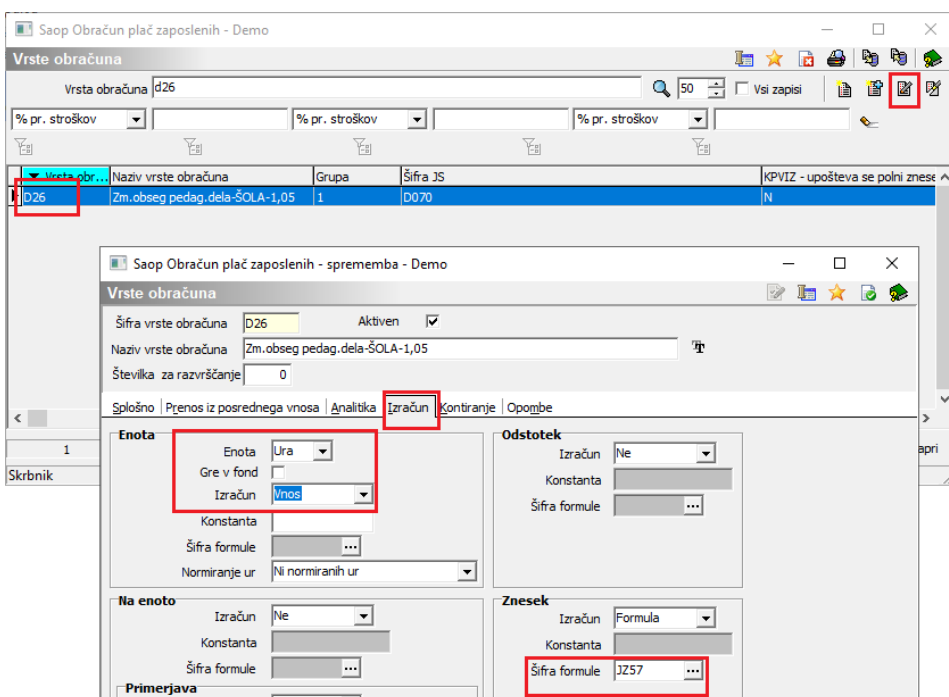 Saop Obračun plač zaposlenih - Demo
Vrste obračuna
Vrsta obračuna d26 50 Vsi zapisi
% pr. stroškov % pr. stroškov % pr. stroškov
Vrsta obr... Naziv vrste obračuna Grupa Šifra JS KPVIZ - upošteva se polni znese
D26 Zm.obseg pedag.dela-ŠOLA-1,05 1 D070 N
Saop Obračun plač zaposlenih - sprememba - Demo
Vrste obračuna
Šifra vrste obračuna D26 Aktiven
Naziv vrste obračuna Zm.obseg pedag.dela-ŠOLA-1,05
Številka za razvrščanje 0
Splošno Prenos iz posrednega vnosa Analitika Izračun Kontiranje Opombe
Enota Odstotek
Enota Ura Izračun Ne
1 Gre v fond Konstanta apri
Skrbnik Izračun Vnos Šifra formule ...
Konstanta
Šifra formule ...
Normiranje ur Ni normiranih ur
Na enoto Znesek
Izračun Ne Izračun Formula
Konstanta Konstanta
Šifra formule ... Šifra formule JZ57 ...
Primerjava